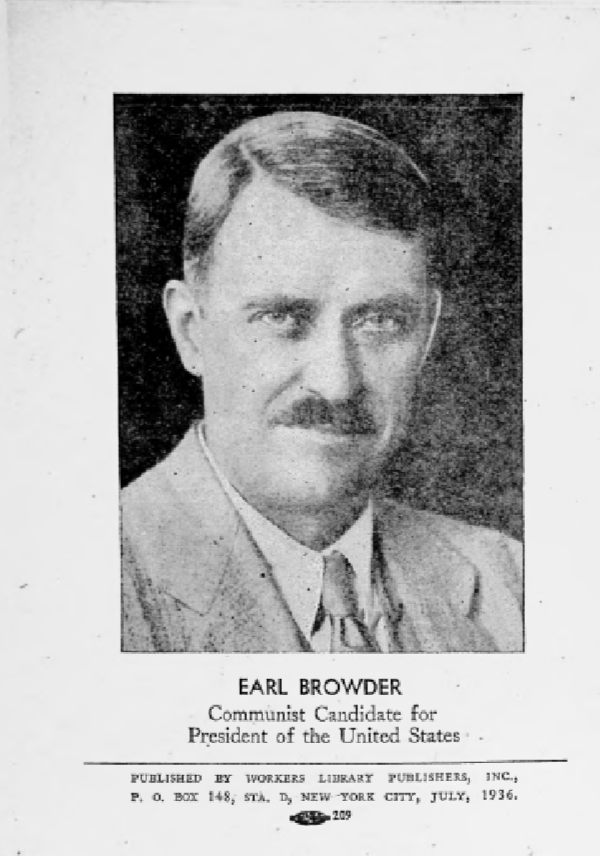 EARL BROWDER
Communist Candidate for
President of the United States
PUBLISHED BY WORKERS LIBRARY PUBLISHERS, INC.,
P. O. BOX 148, STA. D, NEW YORK CITY, JULY, 1936.
209